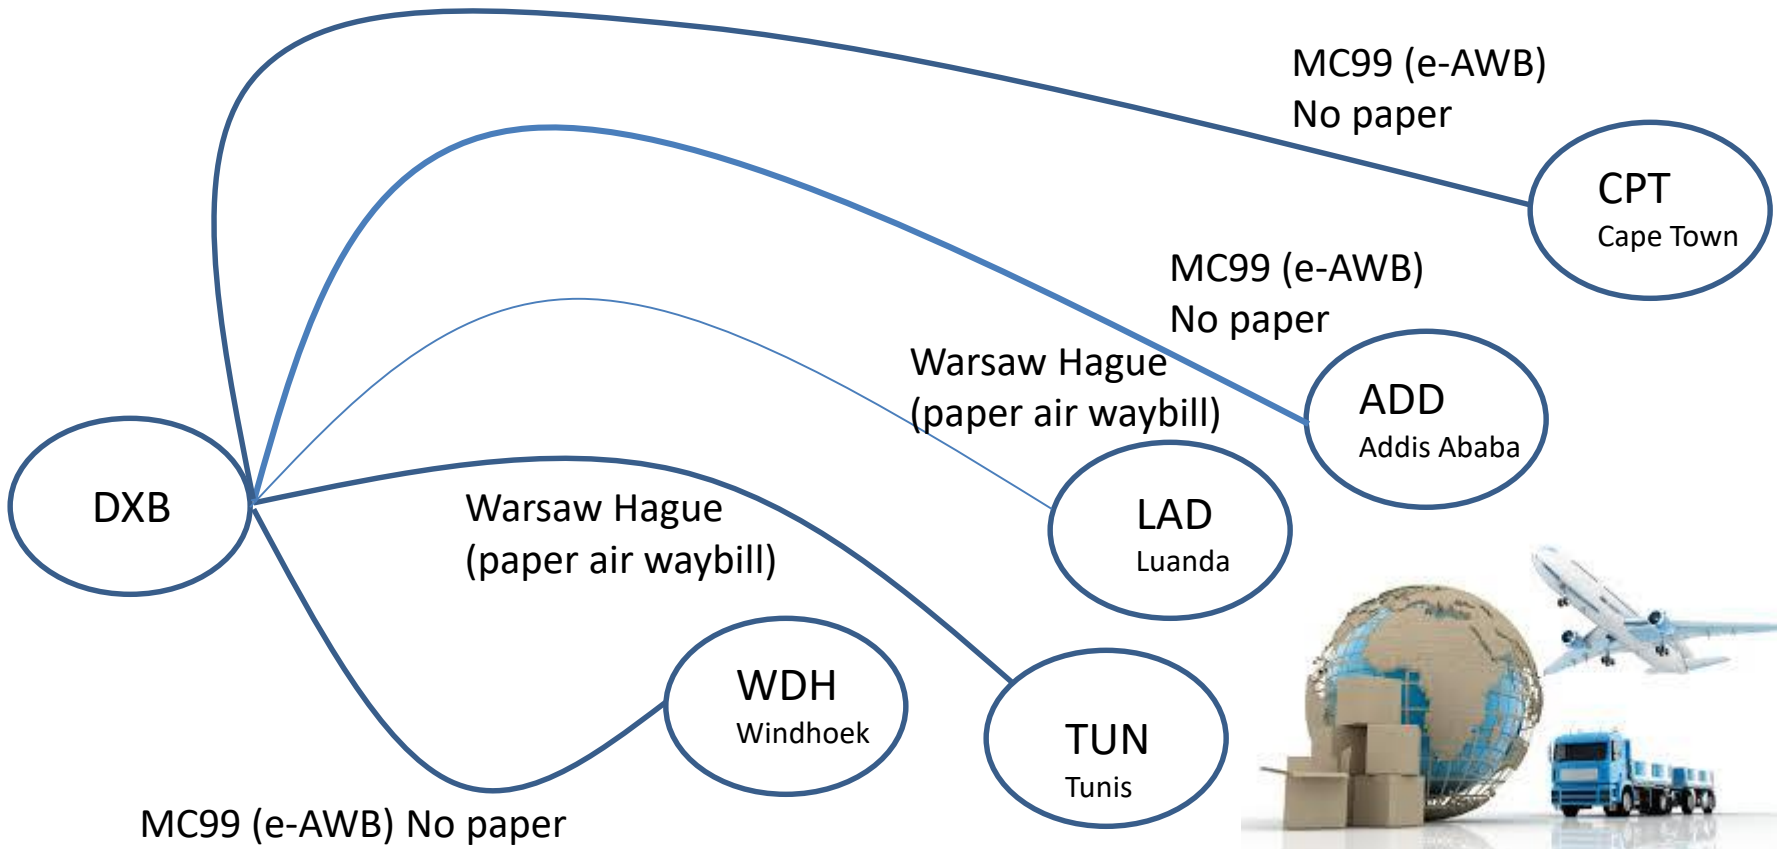 MC99 (e-AWB)
No paper
CPT
Cape Town
MC99 (e-AWB)
No paper
ADD
Addis Ababa
Warsaw Hague
(paper air waybill)
LAD
Luanda
DXB
Warsaw Hague
(paper air waybill)
WDH
Windhoek
TUN
Tunis
MC99 (e-AWB) No paper